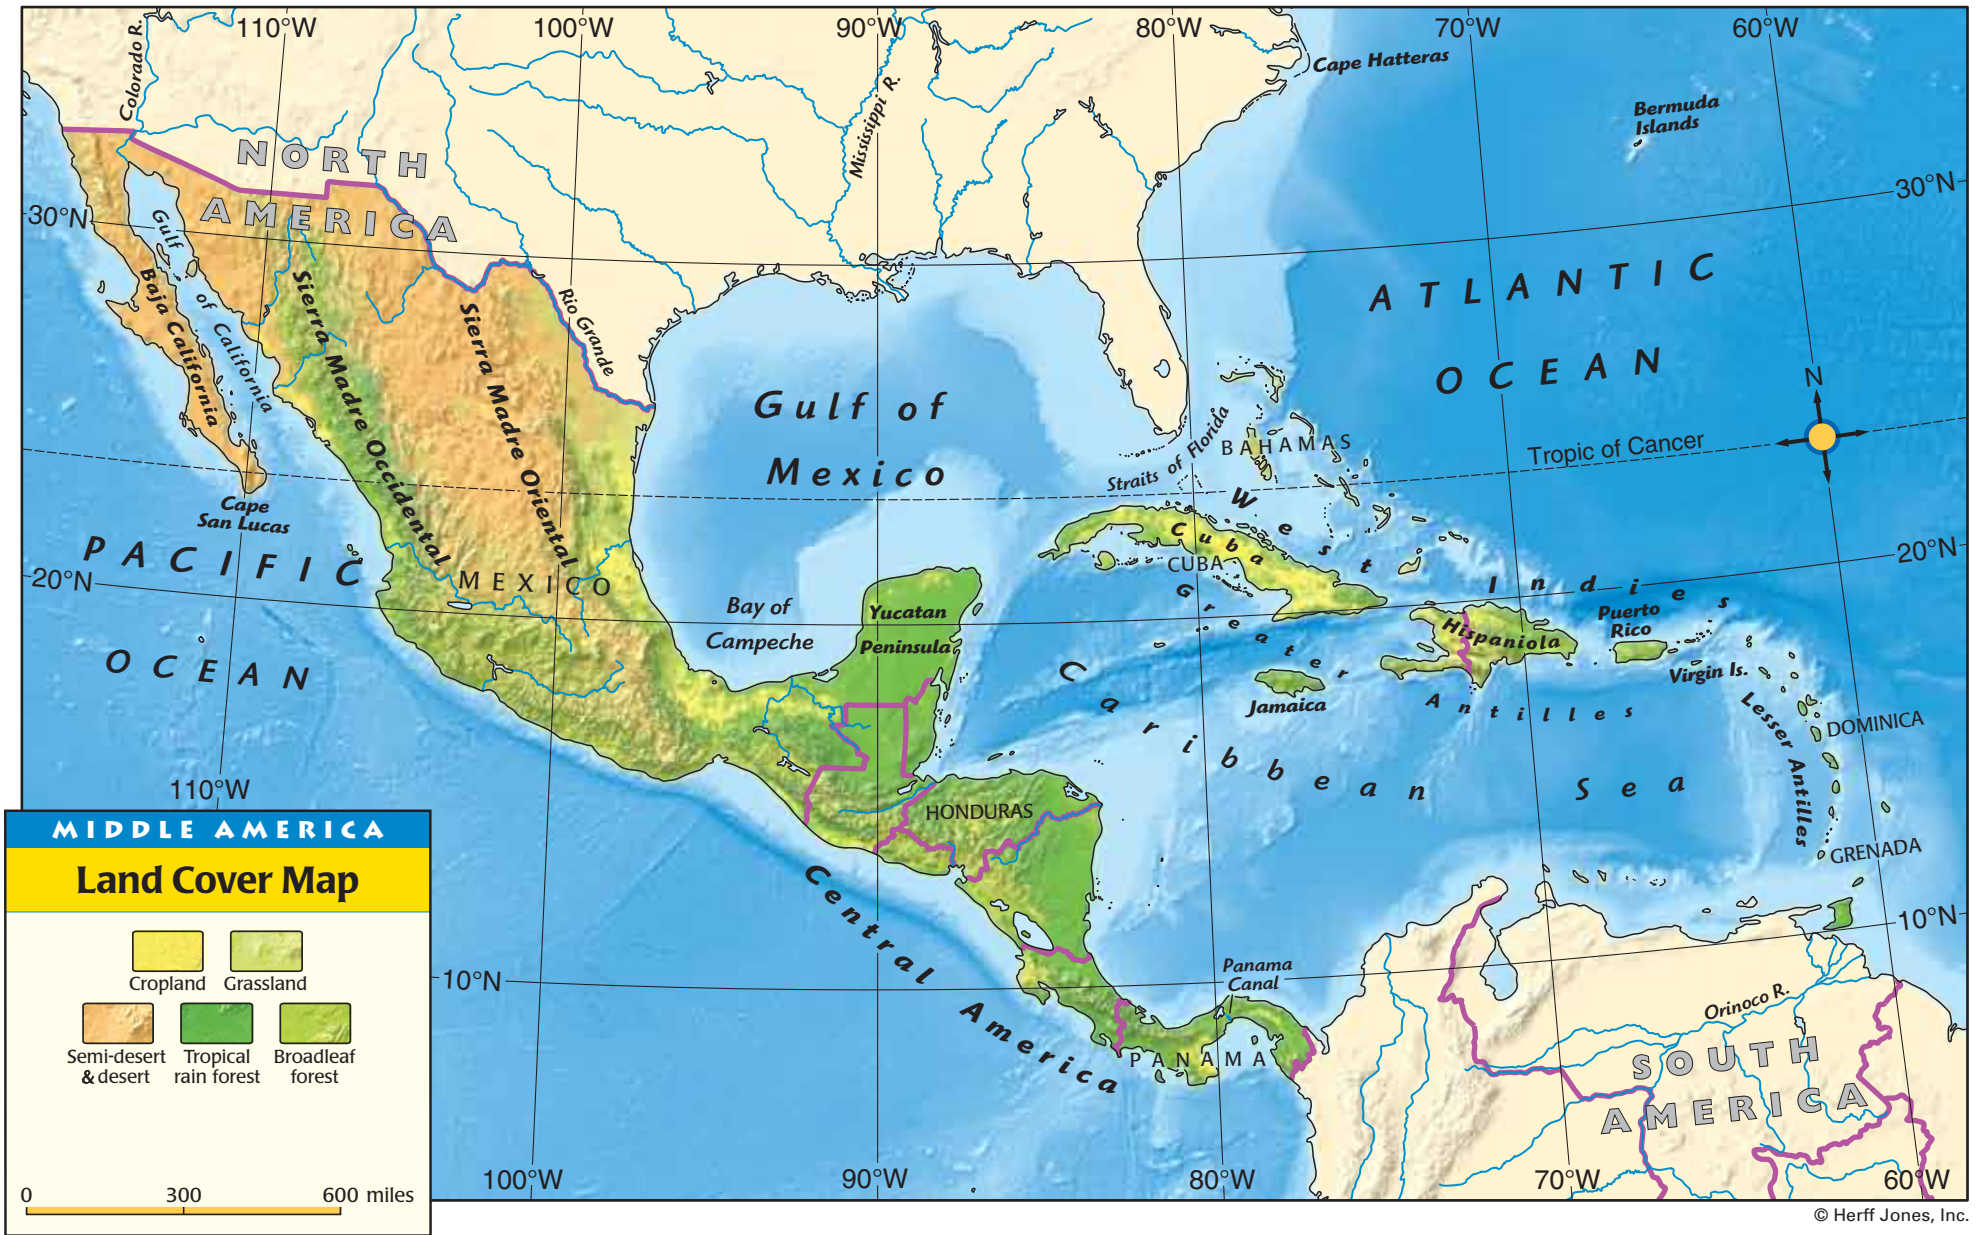 110°W
100°W
90°W
80°W
70°W
60°W
Colorado R.
Mississippi R.
Cape Hatteras
Bermuda
Islands
NORTH
AMERICA
30°N
30°N
Gulf
of California
Baja California
Sierra Madre Occidental
Sierra Madre Oriental
Rio Grande
ATLANTIC
OCEAN
N
Gulf of
Mexico
Straits of Florida
BAHAMAS
Tropic of Cancer
Cape
San Lucas
West Indies
PACIFIC
OCEAN
20°N
20°N
MEXICO
Cuba
CUBA
Greater Antilles
Bay of
Campeche
Yucatan
Peninsula
Hispaniola
Puerto
Rico
Virgin Is.
Jamaica
Caribbean Sea
Lesser Antilles
DOMINICA
GRENADA
110°W
HONDURAS
Central America
10°N
10°N
Panama
Canal
PANAMA
Orinoco R.
SOUTH
AMERICA
100°W
90°W
80°W
70°W
60°W
MIDDLE AMERICA
Land Cover Map
Cropland
Grassland
Semi-desert
& desert
Tropical
rain forest
Broadleaf
forest
0 300 600 miles
© Herff Jones, Inc.